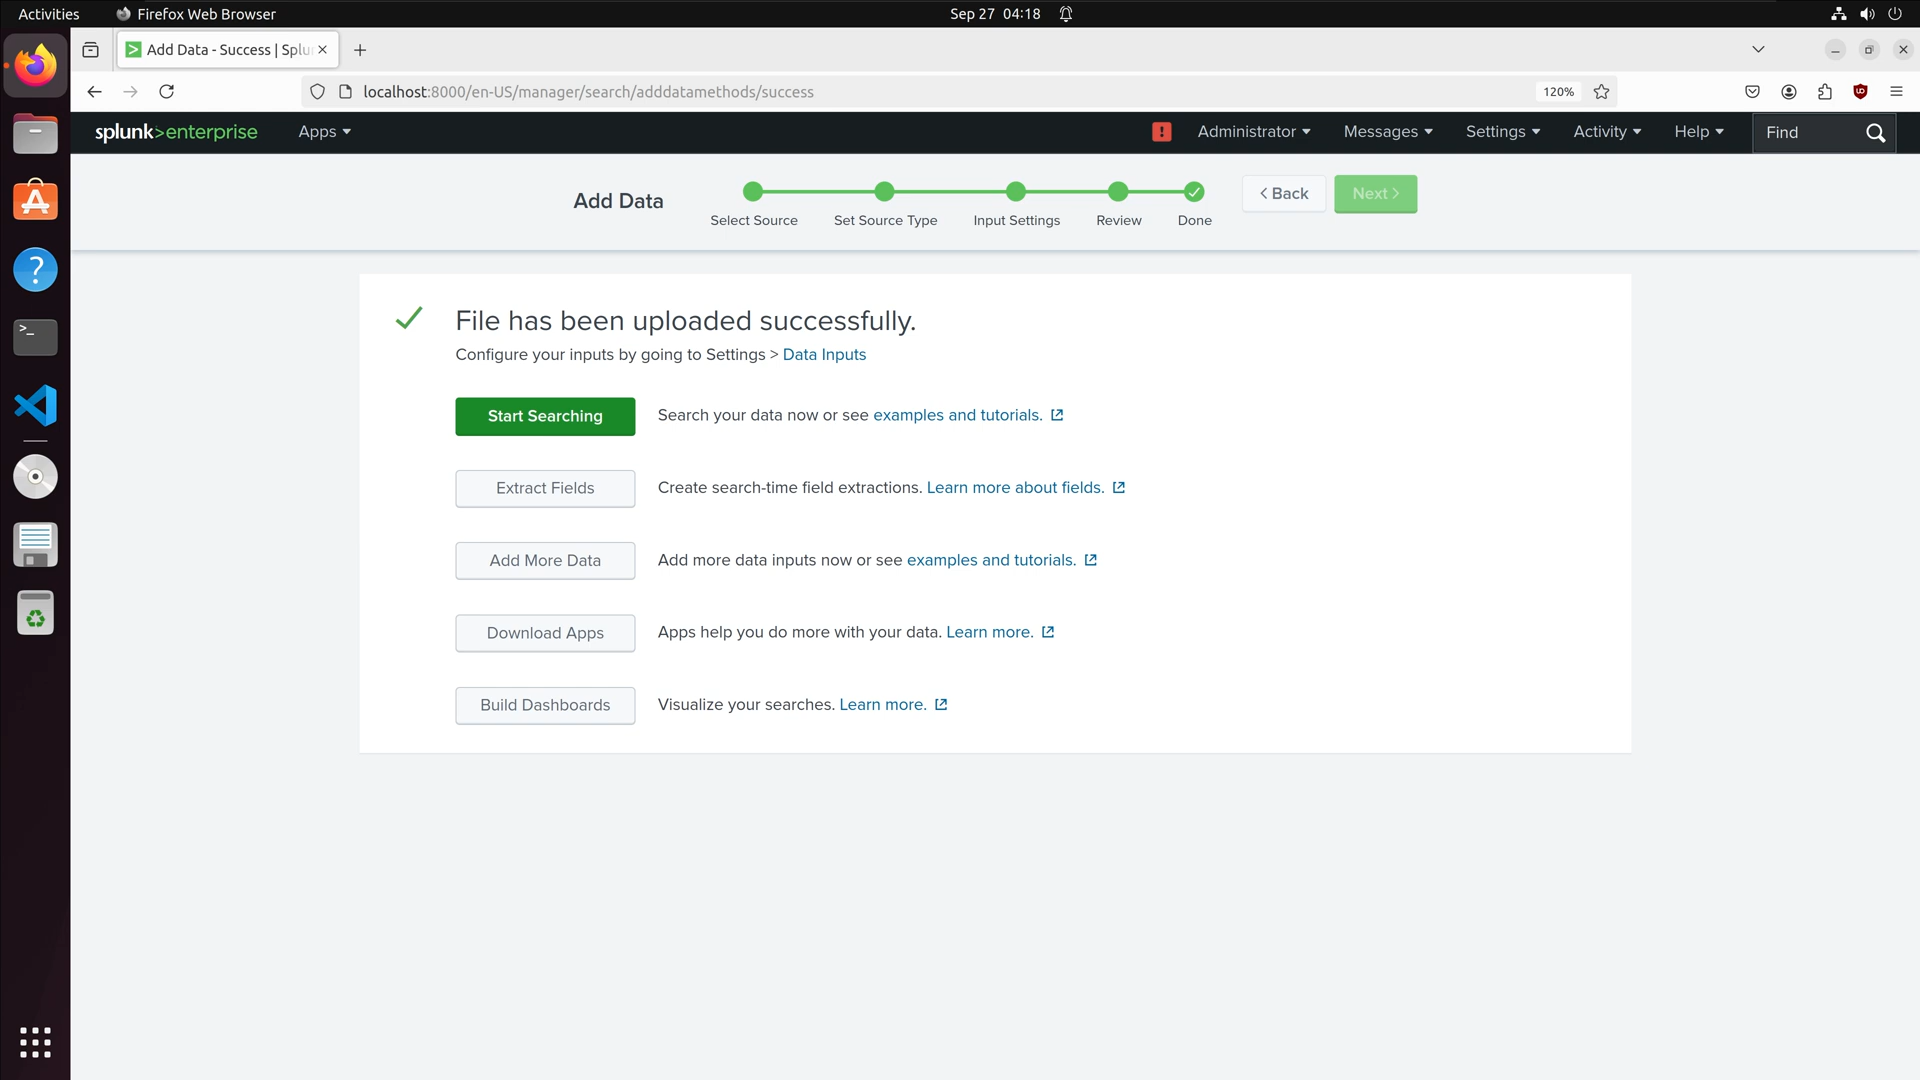 Activities
Firefox Web Browser
Sep 27 04:18
Add Data - Success | Splu
localhost:8000/en-US/manager/search/adddatamethods/success
120%
splunk>enterprise
Apps
!
Administrator
Messages
Settings
Activity
Help
Find
Add Data
Select Source
Set Source Type
Input Settings
Review
Done
< Back
Next >
File has been uploaded successfully.
Configure your inputs by going to Settings > Data Inputs
Start Searching
Search your data now or see examples and tutorials.
Extract Fields
Create search-time field extractions. Learn more about fields.
Add More Data
Add more data inputs now or see examples and tutorials.
Download Apps
Apps help you do more with your data. Learn more.
Build Dashboards
Visualize your searches. Learn more.